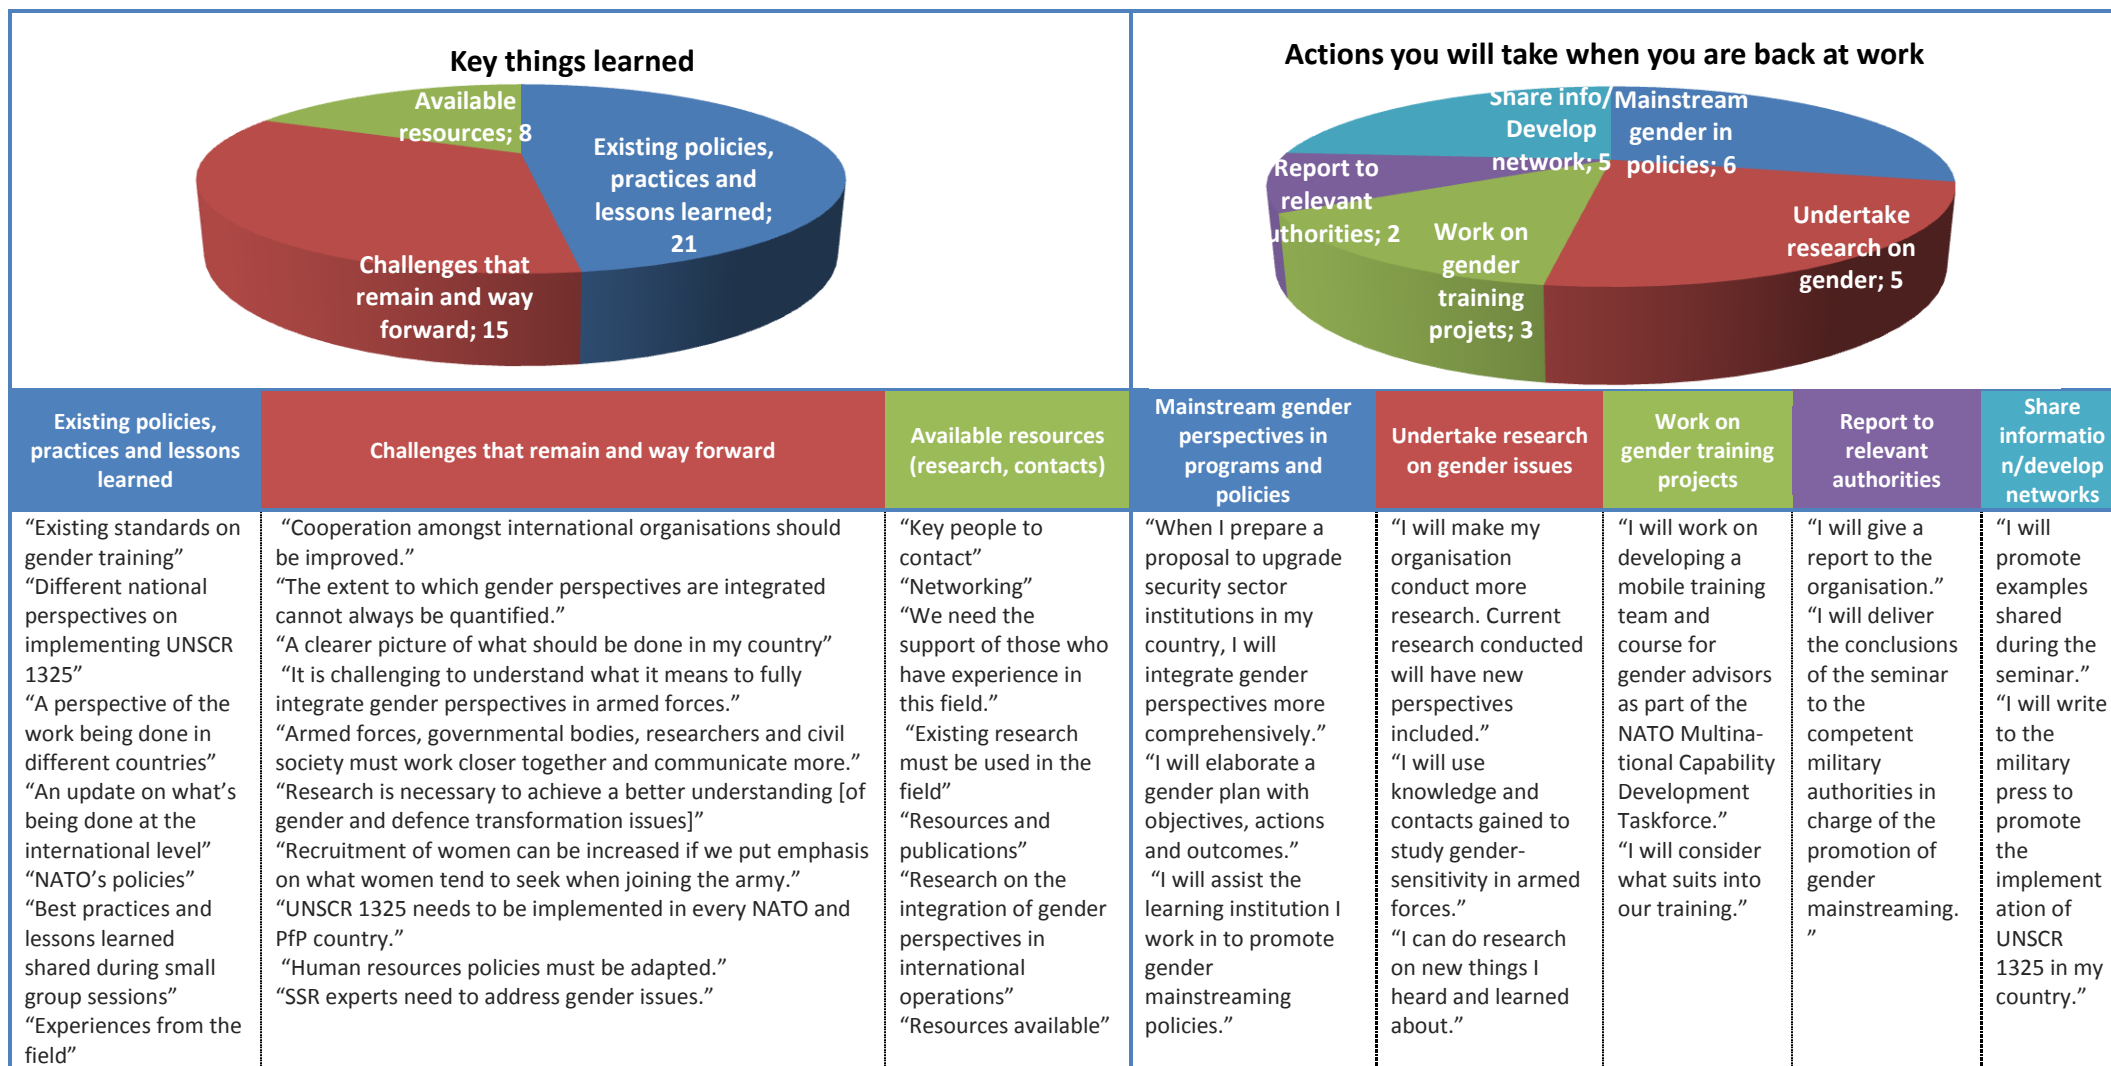 Key things learned
Available
resources; 8
Existing policies,
practices and
lessons learned;
21
Challenges that
remain and way
forward; 15
Actions you will take when you are back at work
Share info/
Develop
network; 5
Mainstream
gender in
policies; 6
Report to
relevant
uthorities; 2
Work on
gender
training
projets; 3
Undertake
research on
gender; 5
Existing policies,
practices and lessons
learned
Challenges that remain and way forward
Available resources
(research, contacts)
Mainstream gender
perspectives in
programs and
policies
Undertake research
on gender issues
Work on
gender training
projects
Report to
relevant
authorities
Share
informatio
n/develop
networks
“Existing standards on
gender training”
“Different national
perspectives on
implementing UNSCR
1325”
“A perspective of the
work being done in
different countries”
“An update on what’s
being done at the
international level”
“NATO’s policies”
“Best practices and
lessons learned
shared during small
group sessions”
“Experiences from the
field”
“Cooperation amongst international organisations should
be improved.”
“The extent to which gender perspectives are integrated
cannot always be quantified.”
“A clearer picture of what should be done in my country”
“It is challenging to understand what it means to fully
integrate gender perspectives in armed forces.”
“Armed forces, governmental bodies, researchers and civil
society must work closer together and communicate more.”
“Research is necessary to achieve a better understanding [of
gender and defence transformation issues]”
“Recruitment of women can be increased if we put emphasis
on what women tend to seek when joining the army.”
“UNSCR 1325 needs to be implemented in every NATO and
PfP country.”
“Human resources policies must be adapted.”
“SSR experts need to address gender issues.”
“Key people to
contact”
“Networking”
“We need the
support of those who
have experience in
this field.”
“Existing research
must be used in the
field”
“Resources and
publications”
“Research on the
integration of gender
perspectives in
international
operations”
“Resources available”
“When I prepare a
proposal to upgrade
security sector
institutions in my
country, I will
integrate gender
perspectives more
comprehensively.”
“I will elaborate a
gender plan with
objectives, actions
and outcomes.”
“I will assist the
learning institution I
work in to promote
gender
mainstreaming
policies.”
“I will make my
organisation
conduct more
research. Current
research conducted
will have new
perspectives
included.”
“I will use
knowledge and
contacts gained to
study gender-
sensitivity in armed
forces.”
“I can do research
on new things I
heard and learned
about.”
“I will work on
developing a
mobile training
team and
course for
gender advisors
as part of the
NATO Multina-
tional Capability
Development
Taskforce.”
“I will consider
what suits into
our training.”
“I will give a
report to the
organisation.”
“I will deliver
the conclusions
of the seminar
to the
competent
military
authorities in
charge of the
promotion of
gender
mainstreaming.
”
“I will
promote
examples
shared
during the
seminar.”
“I will write
to the
military
press to
promote
the
implement
ation of
UNSCR
1325 in my
country.”